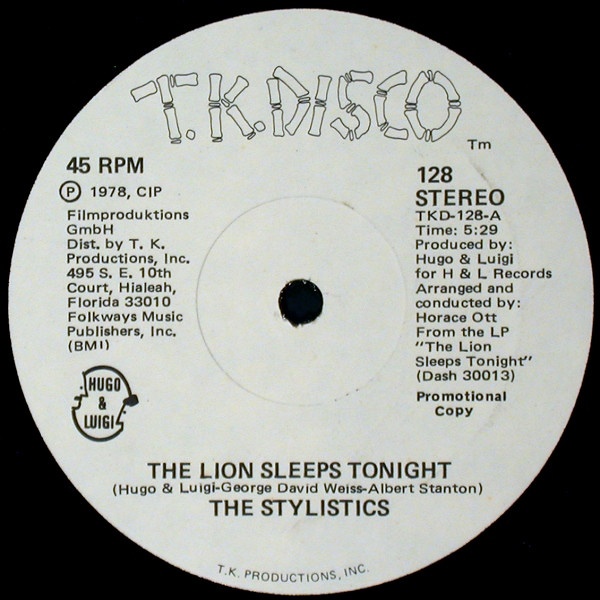 T.K. DISCO
Tm
45 RPM
Ⓟ 1978, CIP
Filmproduktions
GmbH
Dist. by T. K.
Productions, Inc.
495 S. E. 10th
Court, Hialeah,
Florida 33010
Folkways Music
Publishers, Inc.
(BMI)
HUGO
&
LUIGI
128
STEREO
TKD-128-A
Time: 5:29
Produced by:
Hugo & Luigi
for H & L Records
Arranged and
conducted by:
Horace Ott
From the LP
"The Lion
Sleeps Tonight"
(Dash 30013)
Promotional
Copy
THE LION SLEEPS TONIGHT
(Hugo & Luigi-George David Weiss-Albert Stanton)
THE STYLISTICS
T.K. PRODUCTIONS, INC.